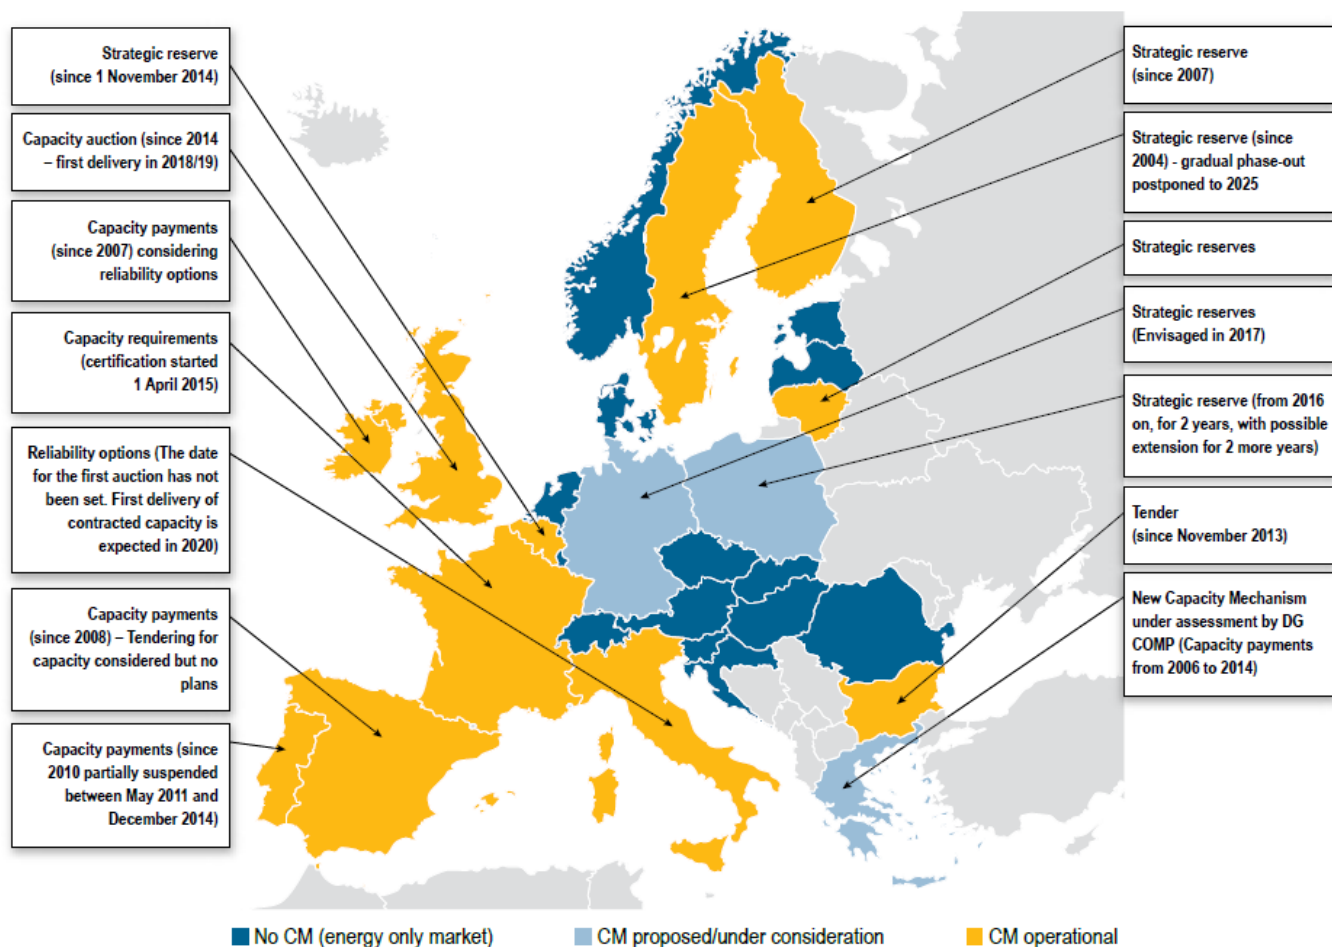 Strategic reserve
(since 1 November 2014)
Capacity auction (since 2014
– first delivery in 2018/19)
Capacity payments
(since 2007) considering
reliability options
Capacity requirements
(certification started
1 April 2015)
Reliability options (The date
for the first auction has not
been set. First delivery of
contracted capacity is
expected in 2020)
Capacity payments
(since 2008) – Tendering for
capacity considered but no
plans
Capacity payments (since
2010 partially suspended
between May 2011 and
December 2014)
Strategic reserve
(since 2007)
Strategic reserve (since
2004) - gradual phase-out
postponed to 2025
Strategic reserves
Strategic reserves
(Envisaged in 2017)
Strategic reserve (from 2016
on, for 2 years, with possible
extension for 2 more years)
Tender
(since November 2013)
New Capacity Mechanism
under assessment by DG
COMP (Capacity payments
from 2006 to 2014)
No CM (energy only market)
CM proposed/under consideration
CM operational